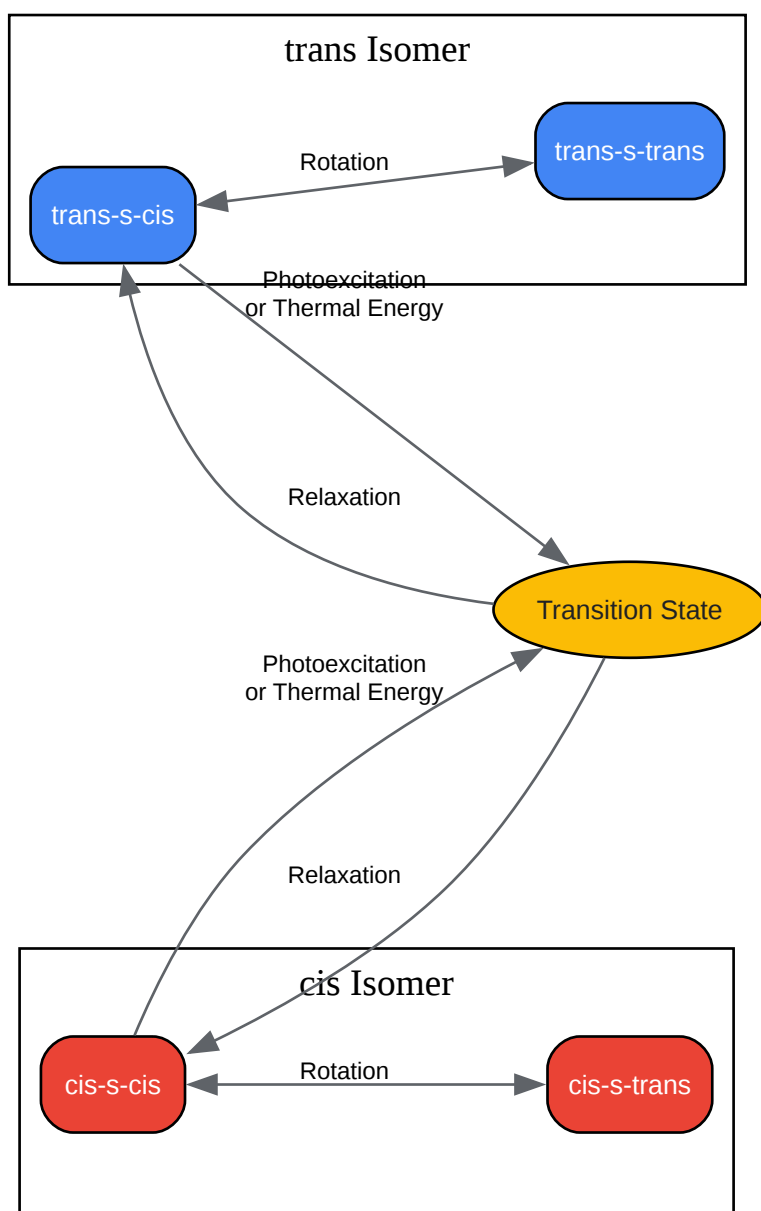 trans Isomer
trans-s-trans
Rotation
trans-s-cis
Photoexcitation
or Thermal Energy
Relaxation
Transition State
Photoexcitation
or Thermal Energy
Relaxation
cis Isomer
cis-s-cis
Rotation
cis-s-trans